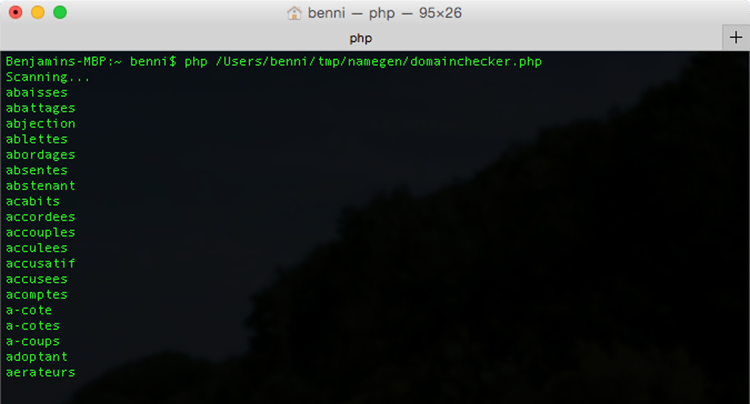 benni — php — 95×26
php
+
Benjamins-MBP:~ benni$ php /Users/benni/tmp/namegen/domainchecker.php
Scanning...
abaisses
abattages
abjection
ablettes
abordages
absentes
abstenant
acabits
accordees
accouples
acculees
accusatif
accusees
acomptes
a-cote
a-cotes
a-coups
adoptant
aerateurs